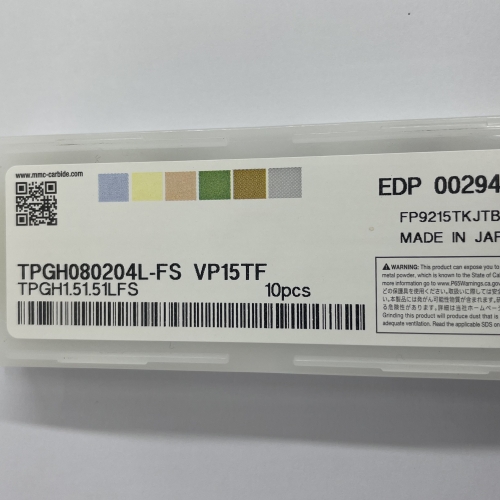 www.mmc-carbide.com
EDP 00294
FP9215TKJTB
MADE IN JAP
TPGH080204L-FS VP15TF
TPGH1.51.51LFS 10pcs
WARNING: This product can expose you to
metal powder, which is known to the State of Ca
more information go to www.P65Warnings.ca.gov
Grinding this product will produce dust that is
adequate ventilation. Read the applicable SDS on